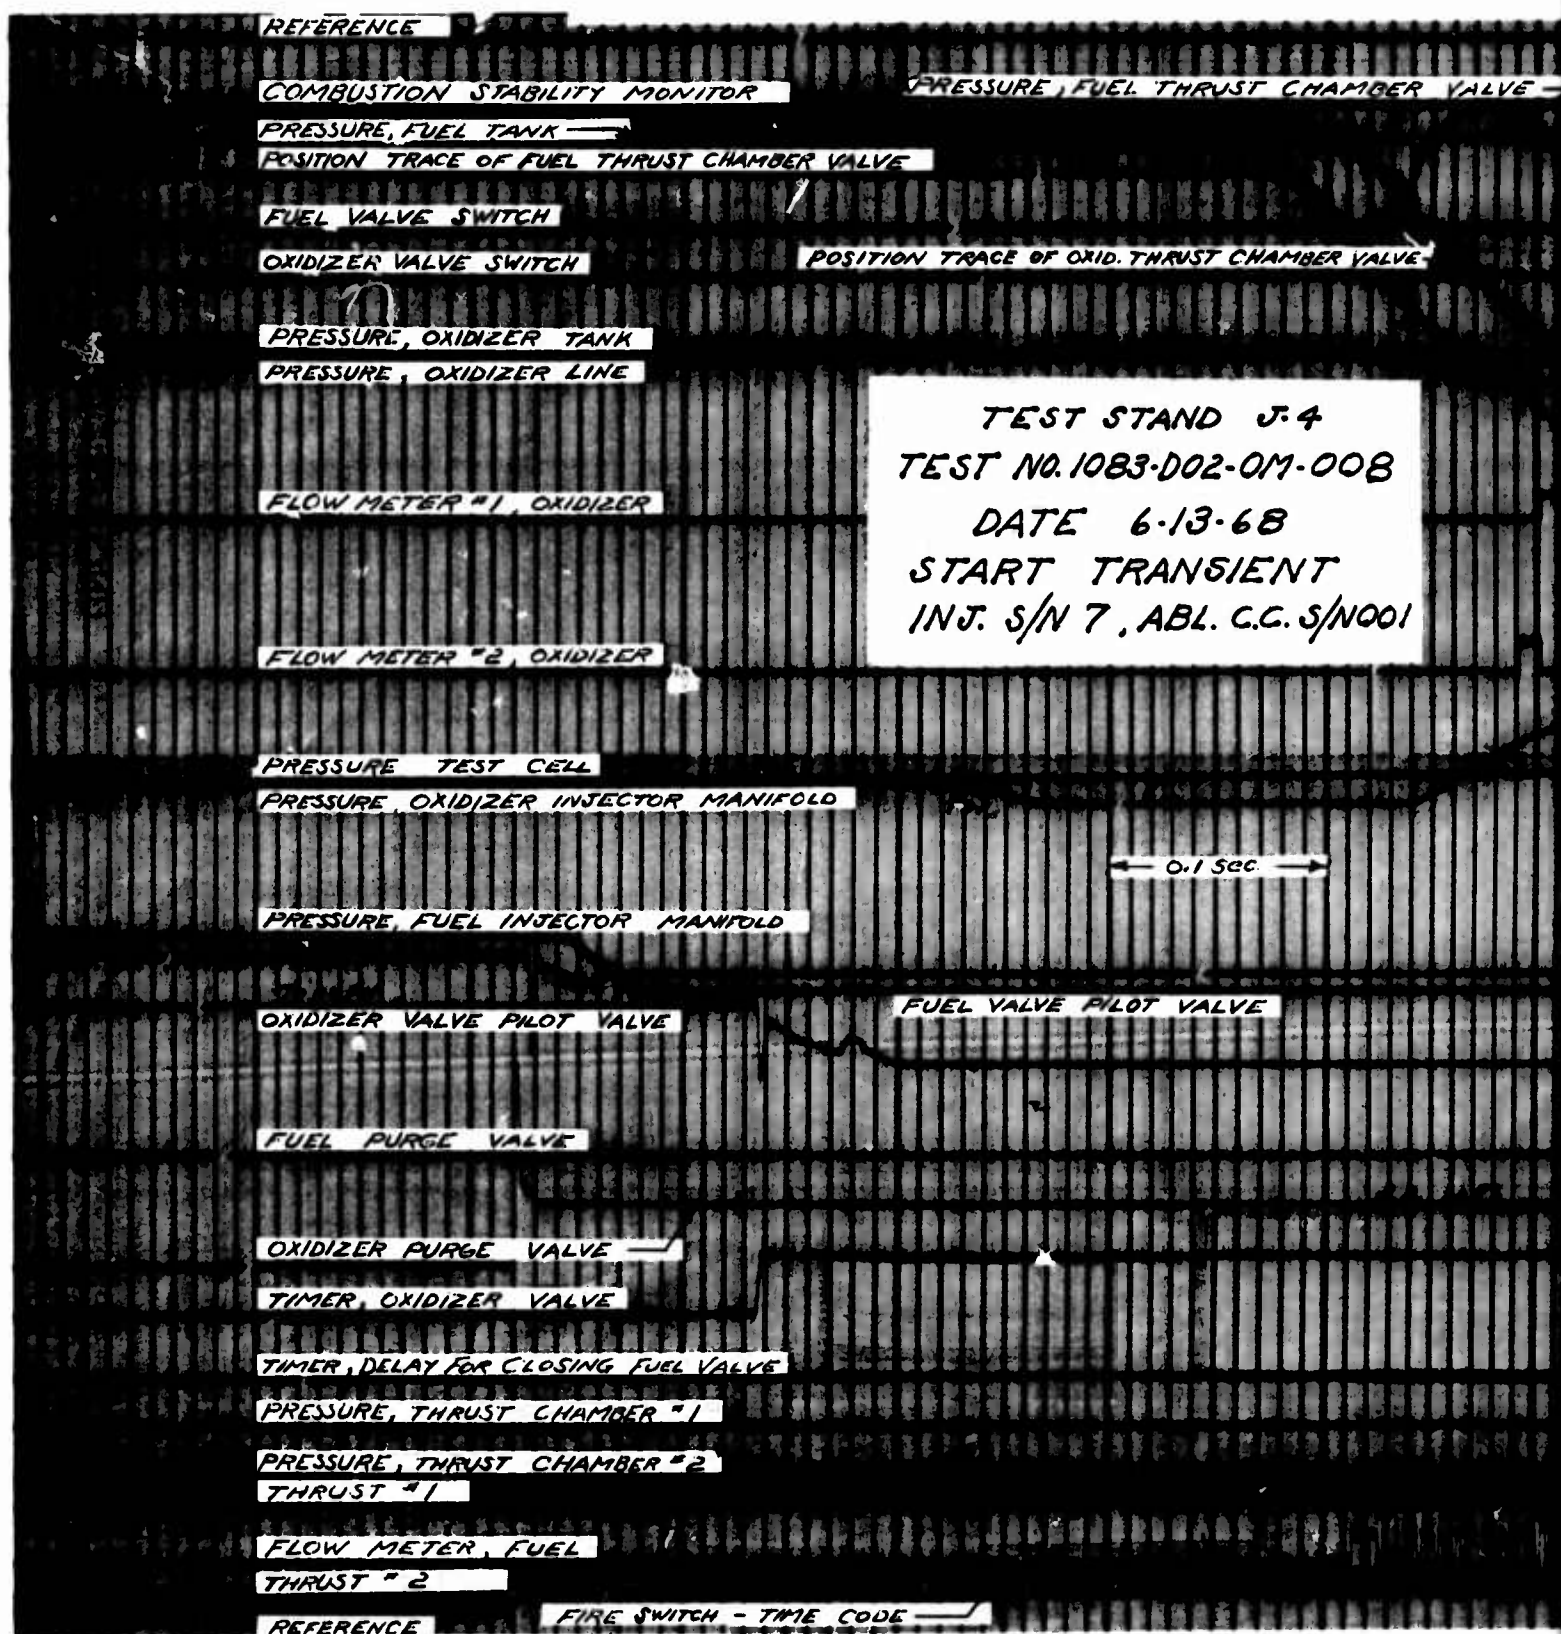 REFERENCE
COMBUSTION STABILITY MONITOR
PRESSURE, FUEL THRUST CHAMBER VALVE
PRESSURE, FUEL TANK
POSITION TRACE OF FUEL THRUST CHAMBER VALVE
FUEL VALVE SWITCH
OXIDIZER VALVE SWITCH
POSITION TRACE OF OXID. THRUST CHAMBER VALVE
PRESSURE, OXIDIZER TANK
PRESSURE, OXIDIZER LINE
TEST STAND J-4
TEST NO. 1083-D02-OM-008
DATE 6-13-68
START TRANSIENT
INJ. S/N 7, ABL. C.C. S/N001
FLOW METER #1, OXIDIZER
FLOW METER #2, OXIDIZER
PRESSURE TEST CELL
PRESSURE, OXIDIZER INJECTOR MANIFOLD
0.1 SEC
PRESSURE, FUEL INJECTOR MANIFOLD
FUEL VALVE PILOT VALVE
OXIDIZER VALVE PILOT VALVE
FUEL PURGE VALVE
OXIDIZER PURGE VALVE
TIMER, OXIDIZER VALVE
TIMER, DELAY FOR CLOSING FUEL VALVE
PRESSURE, THRUST CHAMBER #1
PRESSURE, THRUST CHAMBER #2
THRUST #1
FLOW METER, FUEL
THRUST #2
FIRE SWITCH - TIME CODE
REFERENCE